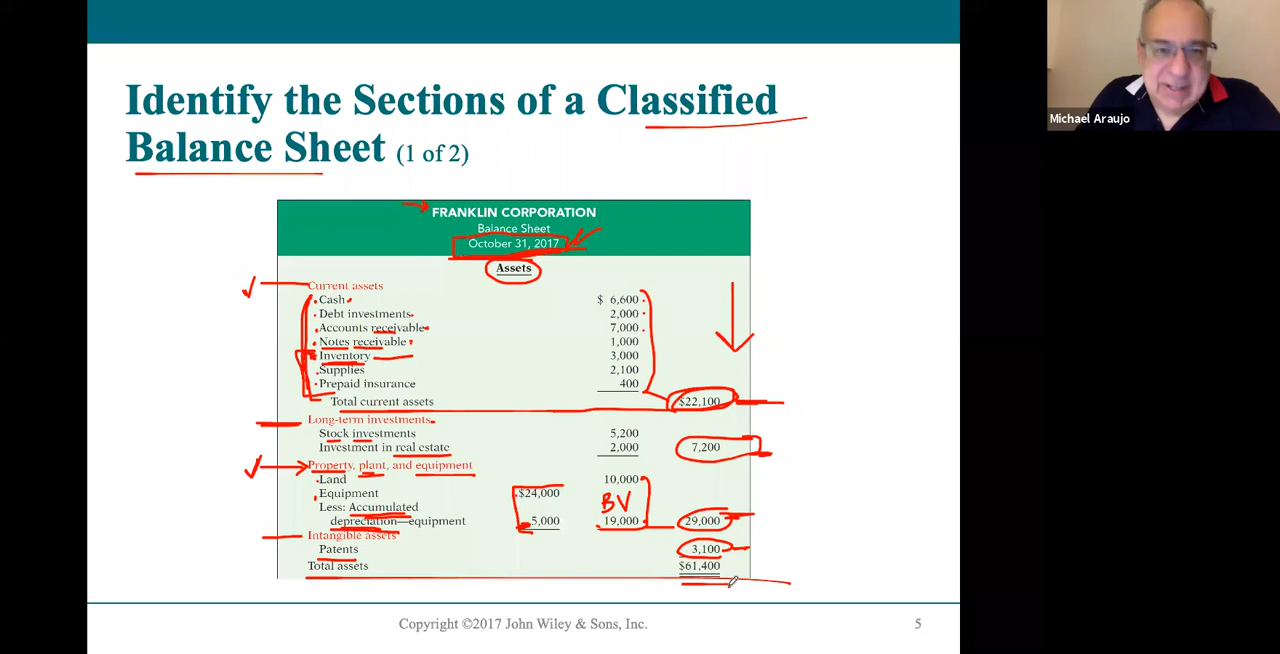 Identify the Sections of a Classified
Balance Sheet (1 of 2)
Michael Araujo
FRANKLIN CORPORATION
Balance Sheet
October 31, 2017
Assets
Current assets
Cash $ 6,600
Debt investments 2,000
Accounts receivable 7,000
Notes receivable 1,000
Inventory 3,000
Supplies 2,100
Prepaid insurance 400
Total current assets $22,100
Long-term investments
Stock investments 5,200
Investment in real estate 2,000 7,200
Property, plant, and equipment
Land 10,000
Equipment $24,000 BV
Less: Accumulated
depreciation—equipment 5,000 19,000 29,000
Intangible assets
Patents 3,100
Total assets $61,400
Copyright ©2017 John Wiley & Sons, Inc. 5